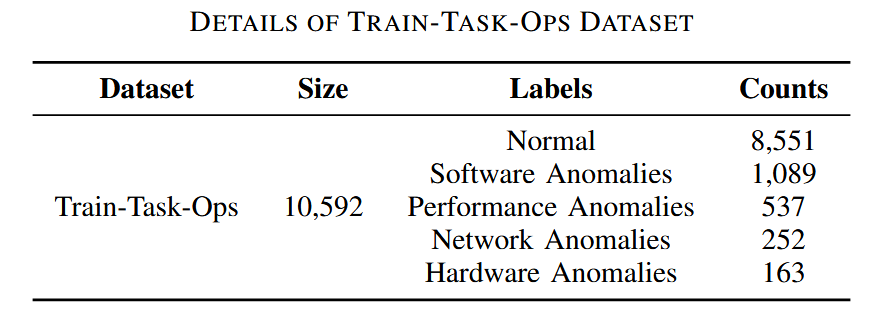 DETAILS OF TRAIN-TASK-OPS DATASET
Dataset Size Labels Counts
Normal 8,551
Software Anomalies 1,089
Train-Task-Ops 10,592 Performance Anomalies 537
Network Anomalies 252
Hardware Anomalies 163